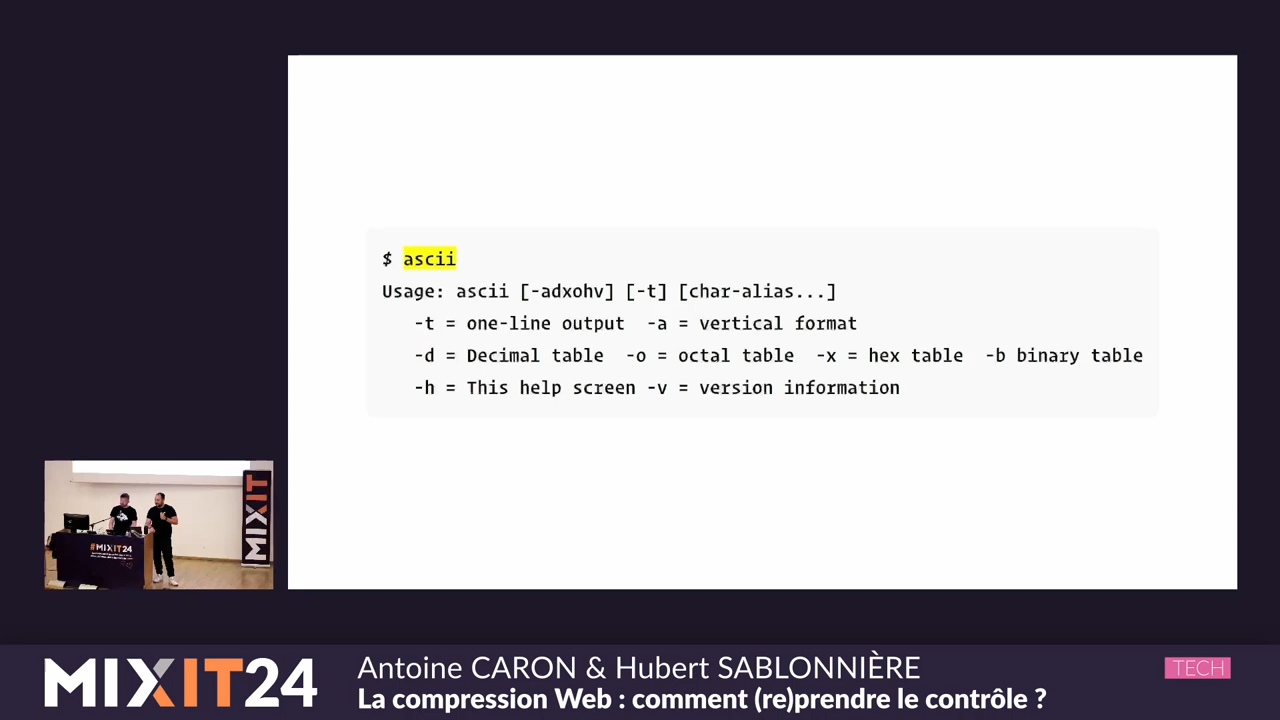 $ ascii
Usage: ascii [-adxohv] [-t] [char-alias...]
-t = one-line output  -a = vertical format
-d = Decimal table  -o = octal table  -x = hex table  -b binary table
-h = This help screen -v = version information
MIXIT
#MIXIT24
MIXIT24
Antoine CARON & Hubert SABLONNIÈRE
TECH
La compression Web : comment (re)prendre le contrôle ?